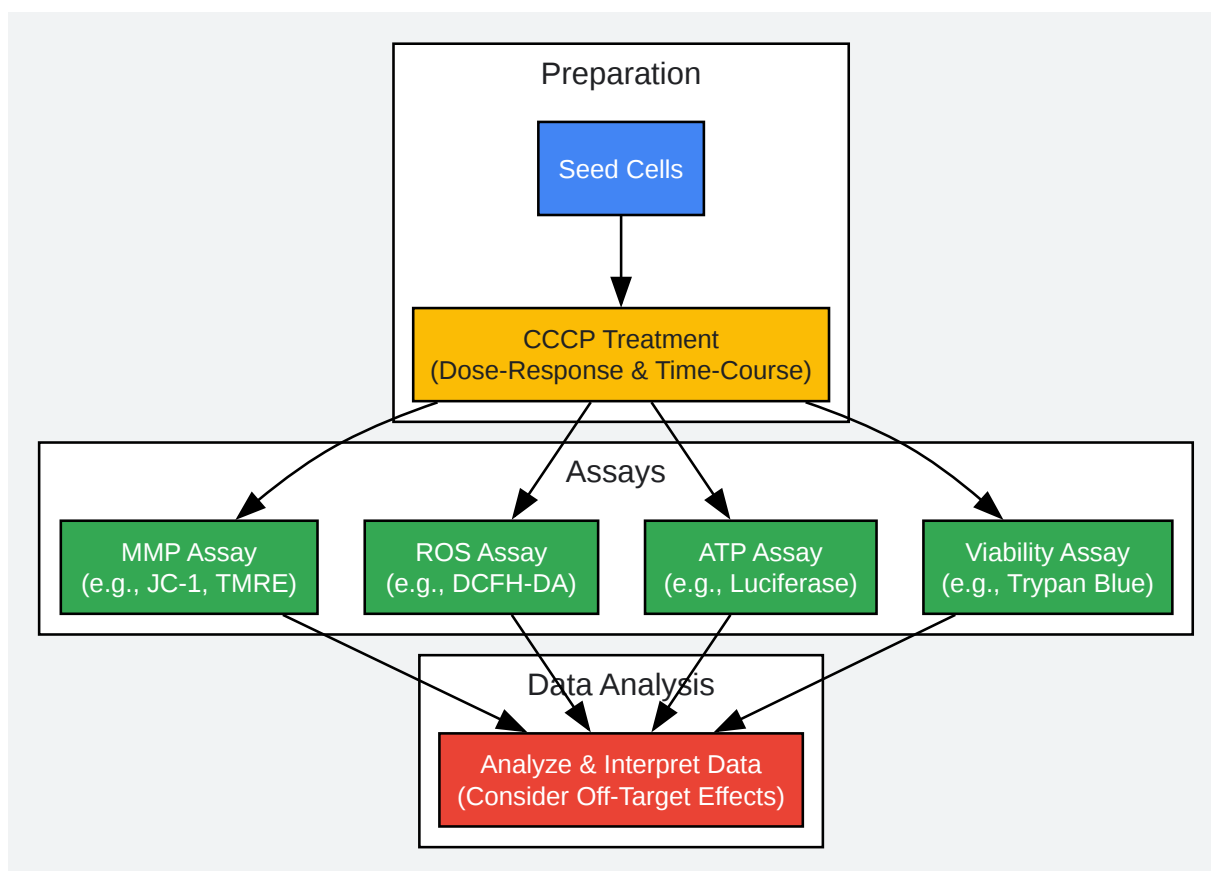 Preparation
Seed Cells
CCCP Treatment
(Dose-Response & Time-Course)
Assays
MMP Assay
(e.g., JC-1, TMRE)
ROS Assay
(e.g., DCFH-DA)
ATP Assay
(e.g., Luciferase)
Viability Assay
(e.g., Trypan Blue)
Data Analysis
Analyze & Interpret Data
(Consider Off-Target Effects)